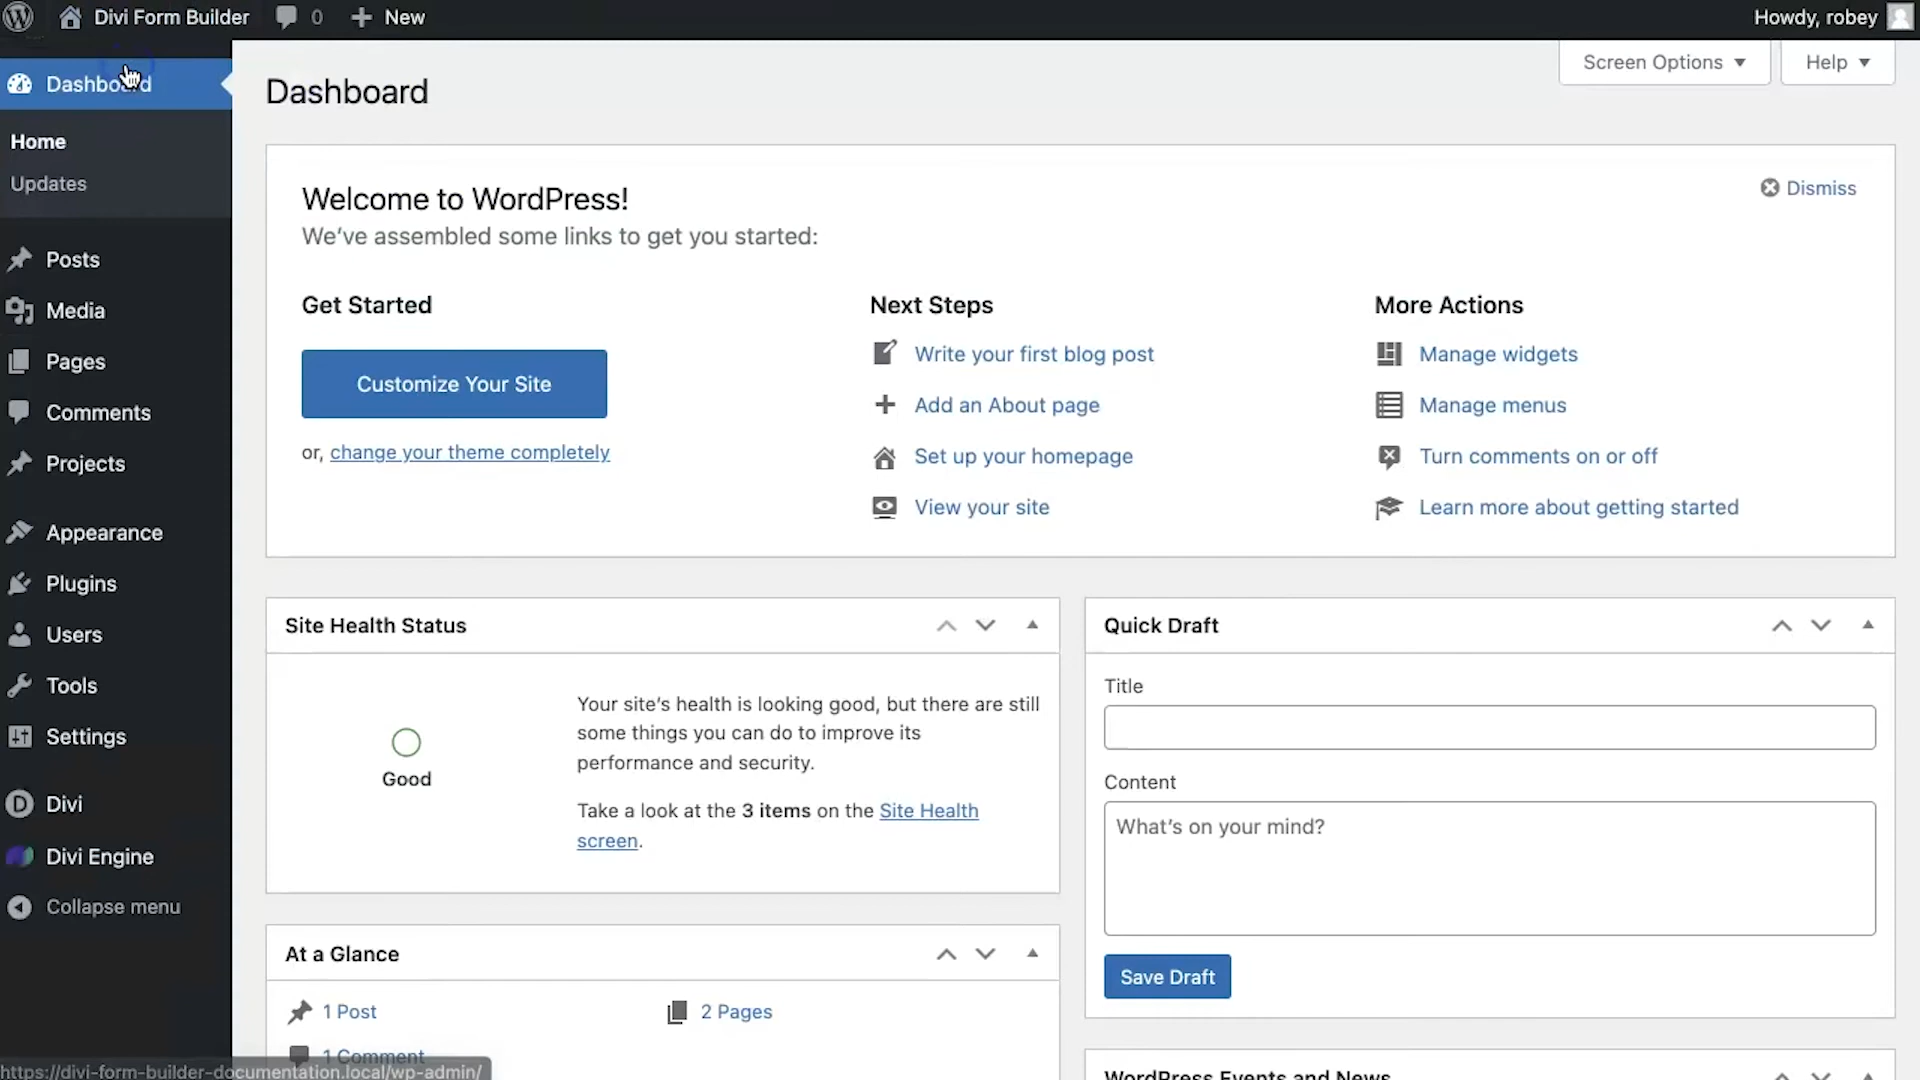 Divi Form Builder 0 New Howdy, robey
Screen Options Help
Dashboard
Home
Updates
Posts
Media
Pages
Comments
Projects
Appearance
Plugins
Users
Tools
Settings
Divi
Divi Engine
Collapse menu
Dashboard
Welcome to WordPress!
Dismiss
We've assembled some links to get you started:
Get Started
Customize Your Site
or, change your theme completely
Next Steps
Write your first blog post
Add an About page
Set up your homepage
View your site
More Actions
Manage widgets
Manage menus
Turn comments on or off
Learn more about getting started
Site Health Status
Good
Your site's health is looking good, but there are still
some things you can do to improve its
performance and security.
Take a look at the 3 items on the Site Health
screen.
At a Glance
1 Post
2 Pages
1 Comment
Quick Draft
Title
Content
What's on your mind?
Save Draft
WordPress Events and News
https://divi-form-builder-documentation.local/wp-admin/